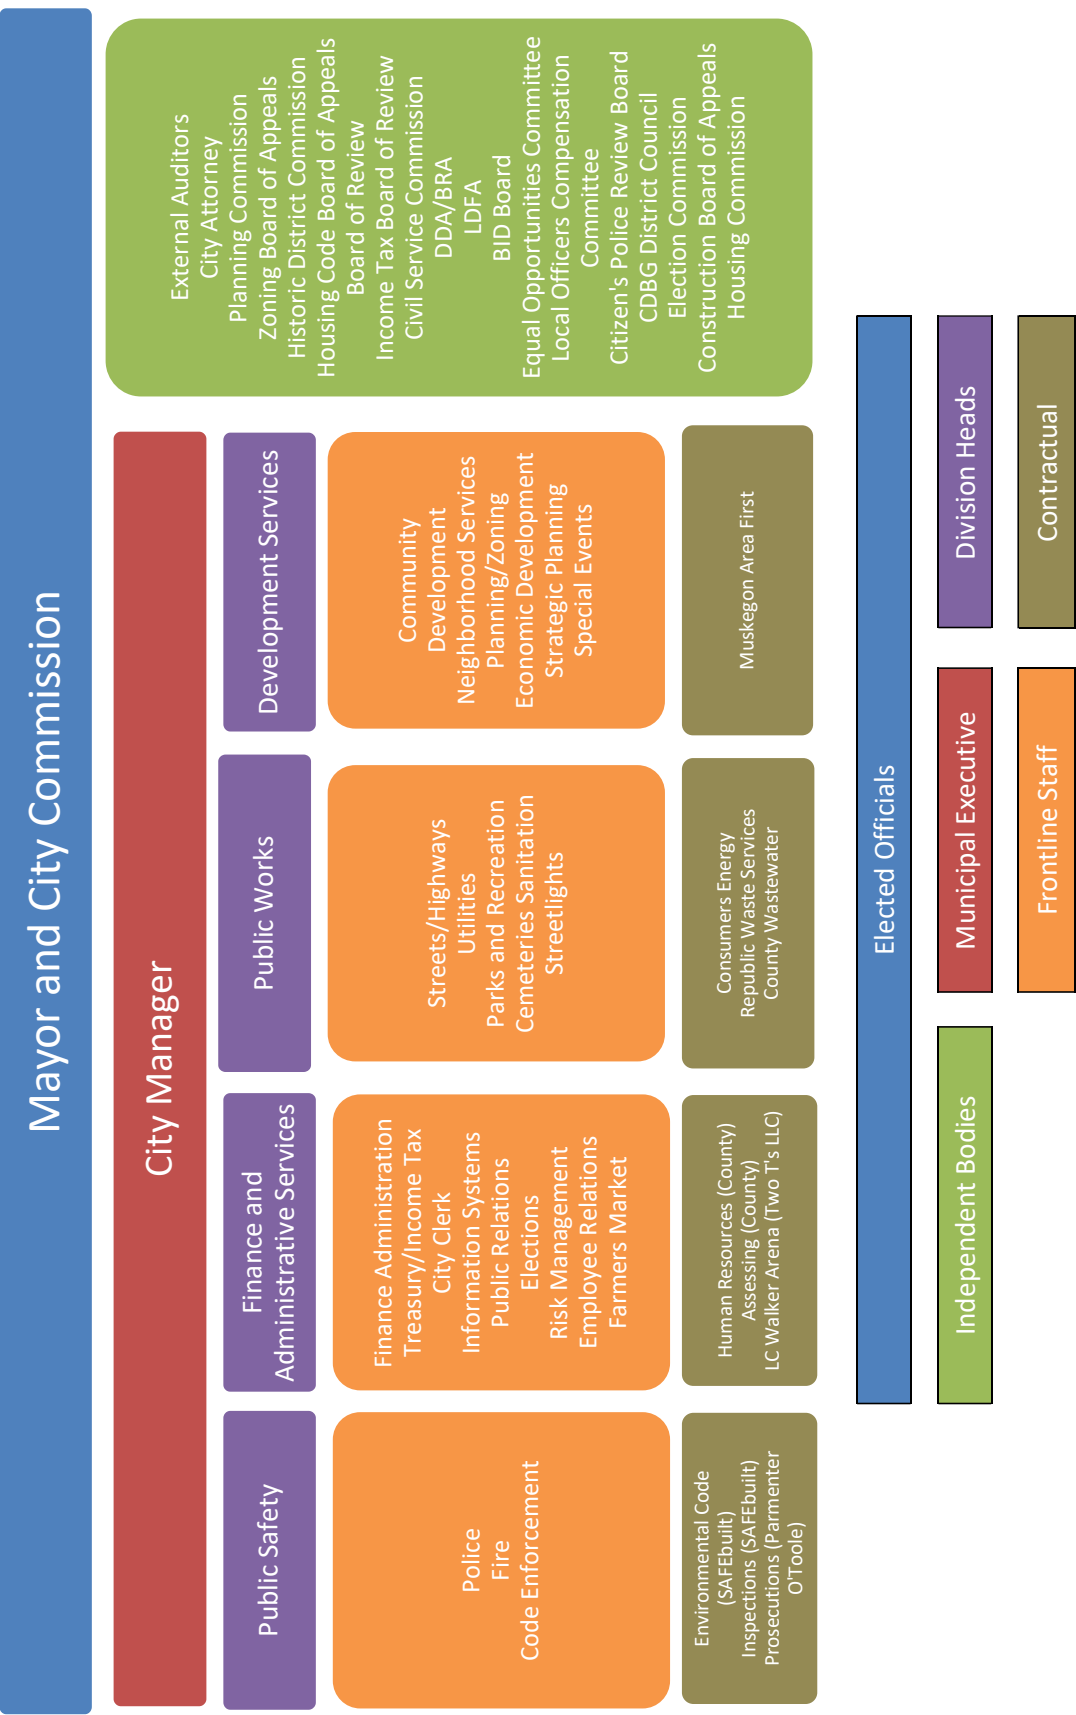 Mayor and City Commission
City Manager
Public Safety
Finance and
Administrative Services
Public Works
Development Services
Police
Fire
Code Enforcement
Finance Administration
Treasury/Income Tax
City Clerk
Information Systems
Public Relations
Elections
Risk Management
Employee Relations
Farmers Market
Streets/Highways
Utilities
Parks and Recreation
Cemeteries Sanitation
Streetlights
Community
Development
Neighborhood Services
Planning/Zoning
Economic Development
Strategic Planning
Special Events
Environmental Code
(SAFEbuilt)
Inspections (SAFEbuilt)
Prosecutions (Parmenter
O'Toole)
Human Resources (County)
Assessing (County)
LC Walker Arena (Two T's LLC)
Consumers Energy
Republic Waste Services
County Wastewater
Muskegon Area First
External Auditors
City Attorney
Planning Commission
Zoning Board of Appeals
Historic District Commission
Housing Code Board of Appeals
Board of Review
Income Tax Board of Review
Civil Service Commission
DDA/BRA
LDFA
BID Board
Equal Opportunities Committee
Local Officers Compensation
Committee
Citizen's Police Review Board
CDBG District Council
Election Commission
Construction Board of Appeals
Housing Commission
Elected Officials
Independent Bodies
Municipal Executive
Division Heads
Frontline Staff
Contractual